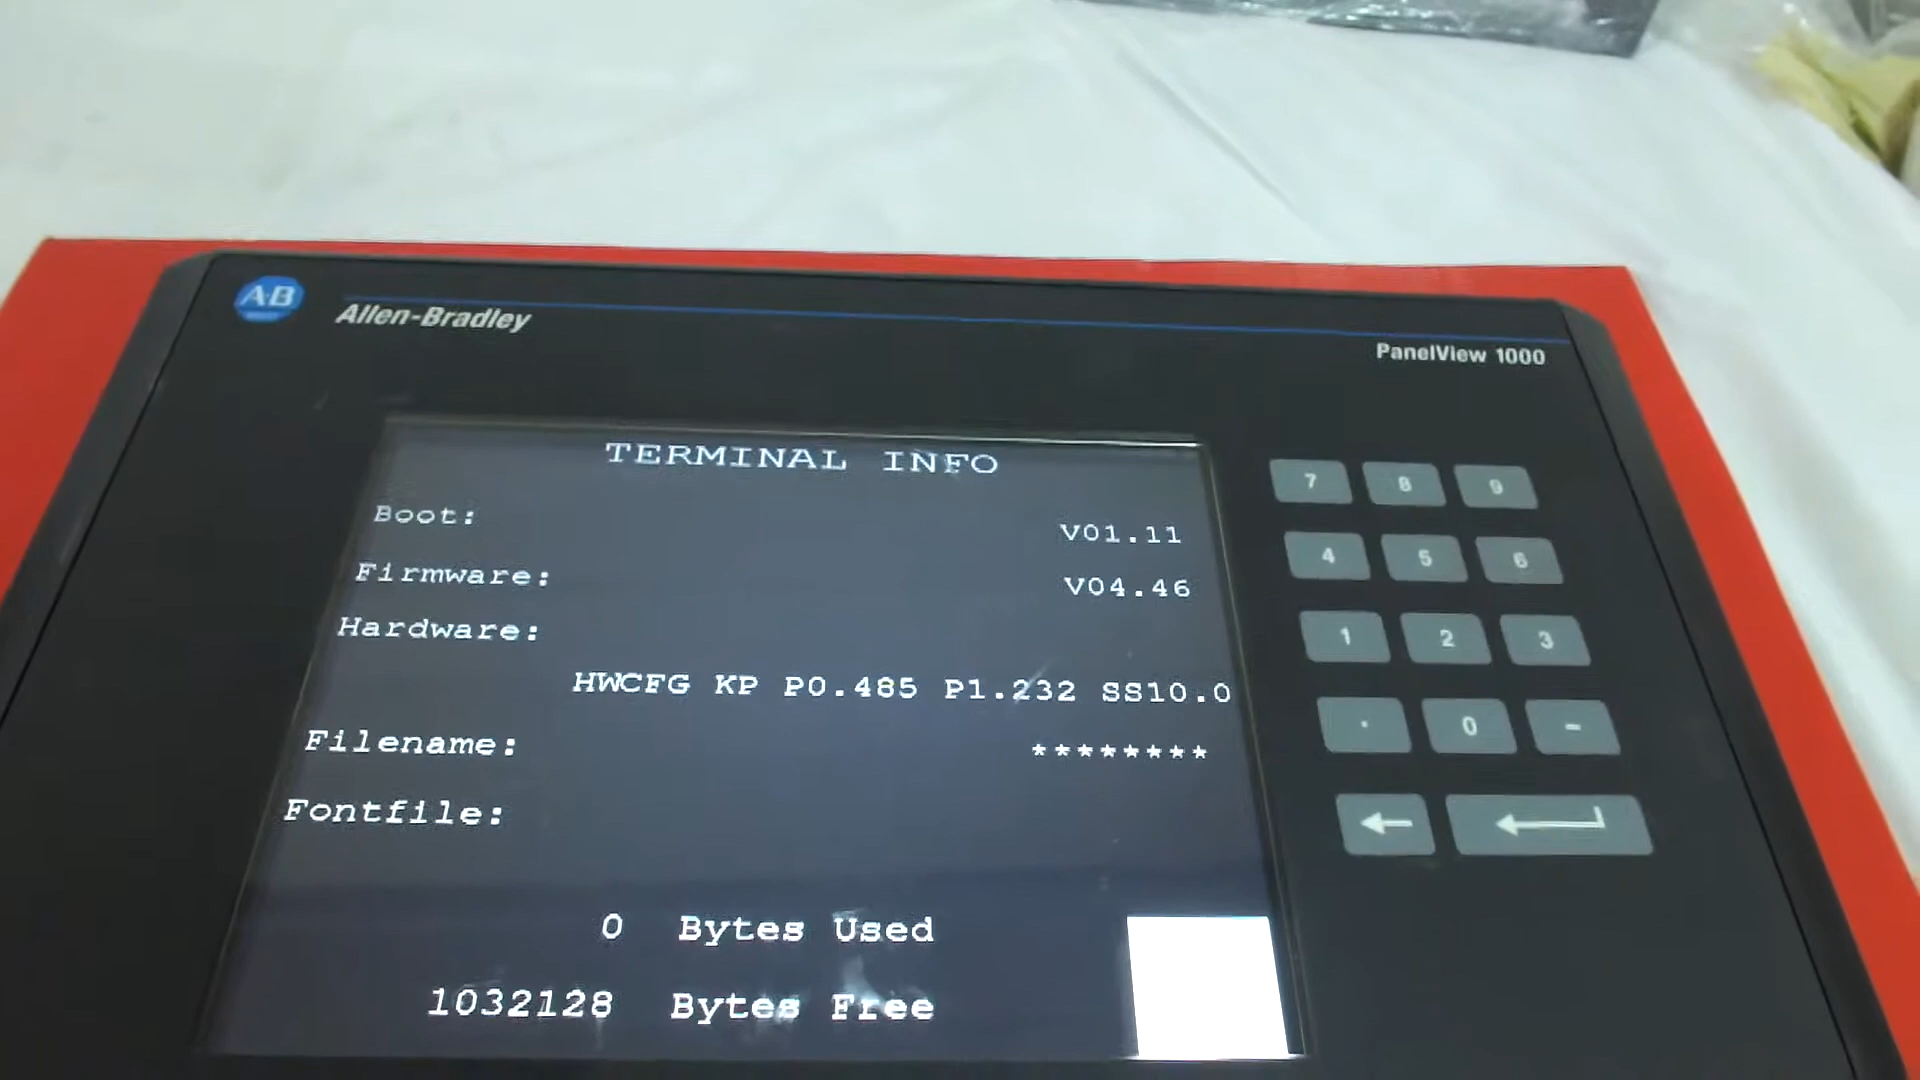 AB
Allen-Bradley
PanelView 1000
TERMINAL INFO
Boot: V01.11
Firmware: V04.46
Hardware:
HWCFG KP P0.485 P1.232 SS10.0
Filename: ********
Fontfile:
0 Bytes Used
1032128 Bytes Free
7 8 9
4 5 6
1 2 3
. 0 -